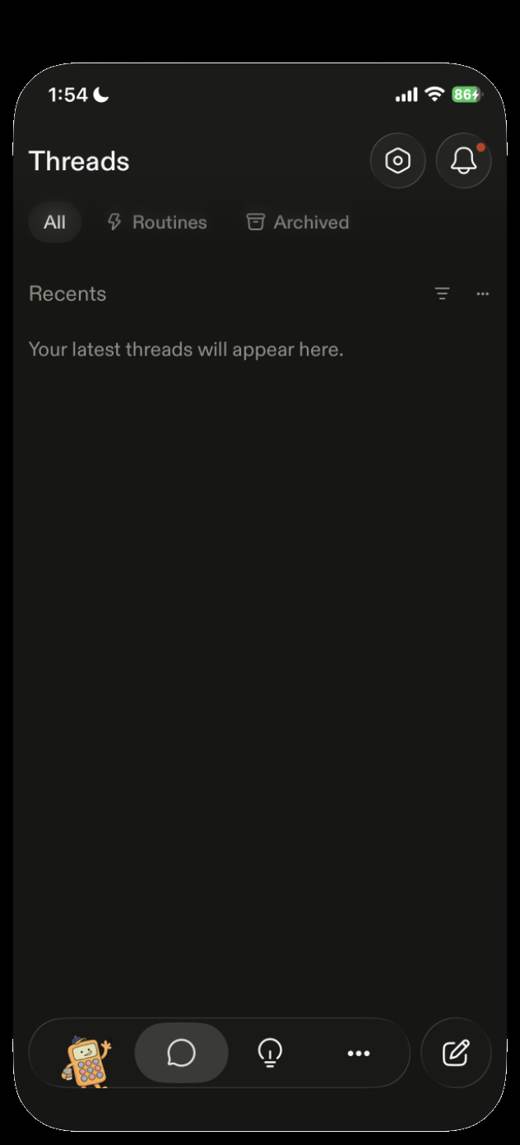 1:54
86
Threads
All
Routines
Archived
Recents
Your latest threads will appear here.